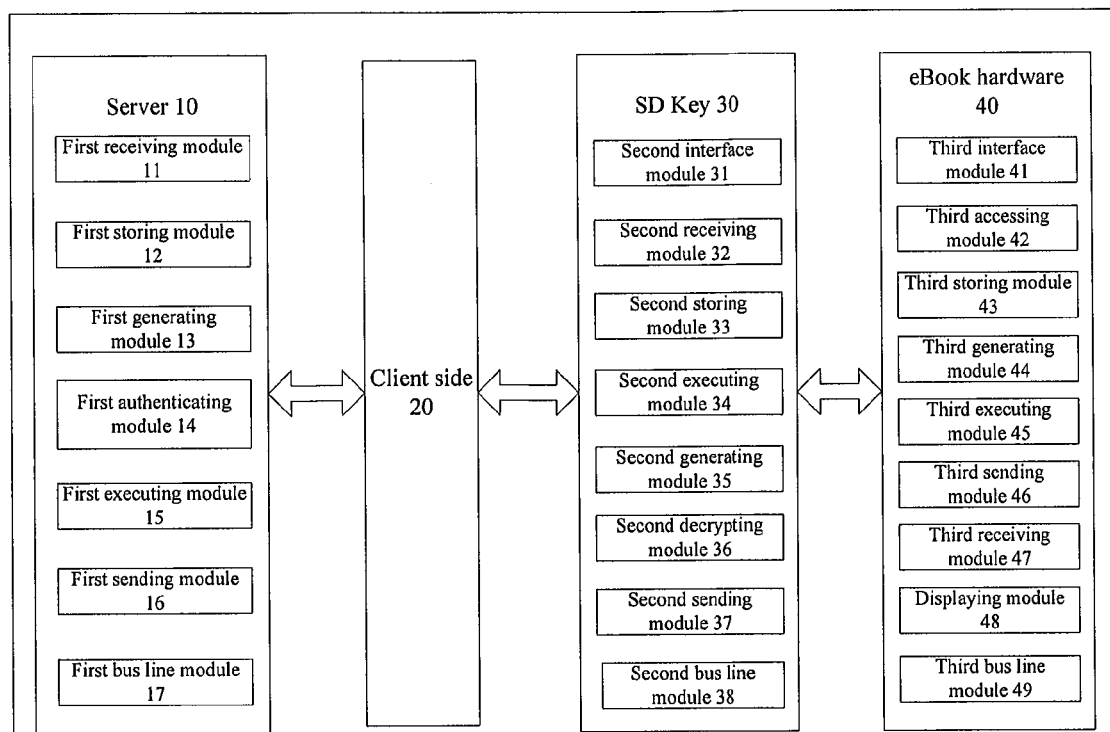 Server 10
First receiving module
11
First storing module
12
First generating
module 13
First authenticating
module 14
First executing module
15
First sending module
16
First bus line module
17
Client side
20
SD Key 30
Second interface
module 31
Second receiving
module 32
Second storing
module 33
Second executing
module 34
Second generating
module 35
Second decrypting
module 36
Second sending
module 37
Second bus line
module 38
eBook hardware
40
Third interface
module 41
Third accessing
module 42
Third storing module
43
Third generating
module 44
Third executing
module 45
Third sending
module 46
Third receiving
module 47
Displaying module
48
Third bus line
module 49